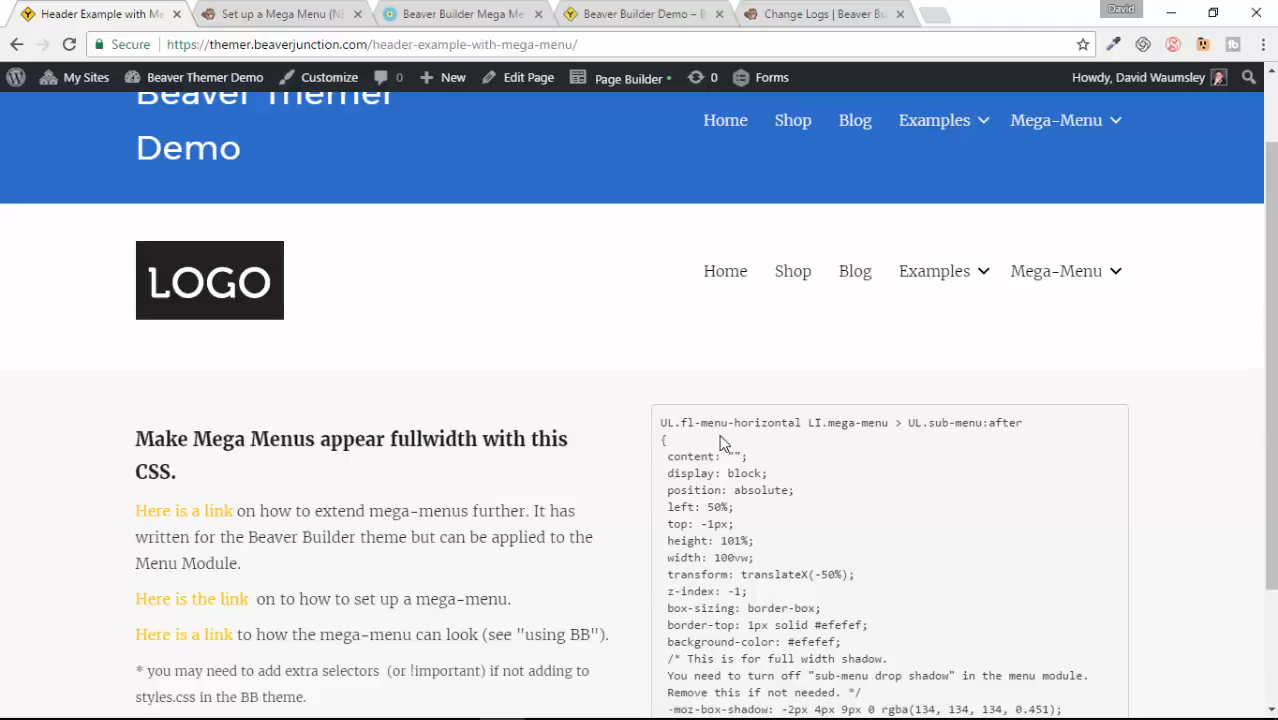 Header Example with Me
Set up a Mega Menu (NE
Beaver Builder Mega Me
Beaver Builder Demo – B
Change Logs | Beaver Bu
David
Secure
https://themer.beaverjunction.com/header-example-with-mega-menu/
My Sites
Beaver Themer Demo
Customize
0
New
Edit Page
Page Builder
0
Forms
Howdy, David Waumsley
Beaver Themer
Demo
Home
Shop
Blog
Examples
Mega-Menu
LOGO
Home
Shop
Blog
Examples
Mega-Menu
Make Mega Menus appear fullwidth with this
CSS.
Here is a link on how to extend mega-menus further. It has
written for the Beaver Builder theme but can be applied to the
Menu Module.
Here is the link on to how to set up a mega-menu.
Here is a link to how the mega-menu can look (see "using BB").
* you may need to add extra selectors (or !important) if not adding to
styles.css in the BB theme.
UL.fl-menu-horizontal LI.mega-menu > UL.sub-menu:after
{
content: "";
display: block;
position: absolute;
left: 50%;
top: -1px;
height: 101%;
width: 100vw;
transform: translateX(-50%);
z-index: -1;
box-sizing: border-box;
border-top: 1px solid #efefef;
background-color: #efefef;
/* This is for full width shadow.
You need to turn off "sub-menu drop shadow" in the menu module.
Remove this if not needed. */
-moz-box-shadow: -2px 4px 9px 0 rgba(134, 134, 134, 0.451);